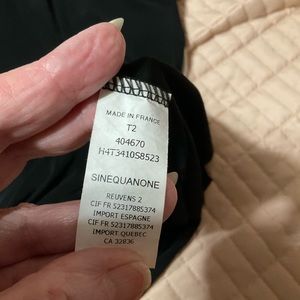 MADE IN FRANCE
T2
404670
H4T3410S8523
SINEQUANONE
REUVENS 2
CIF FR 52317885374
IMPORT ESPAGNE
CIF FR 52317885374
IMPORT QUEBEC
CA 32836